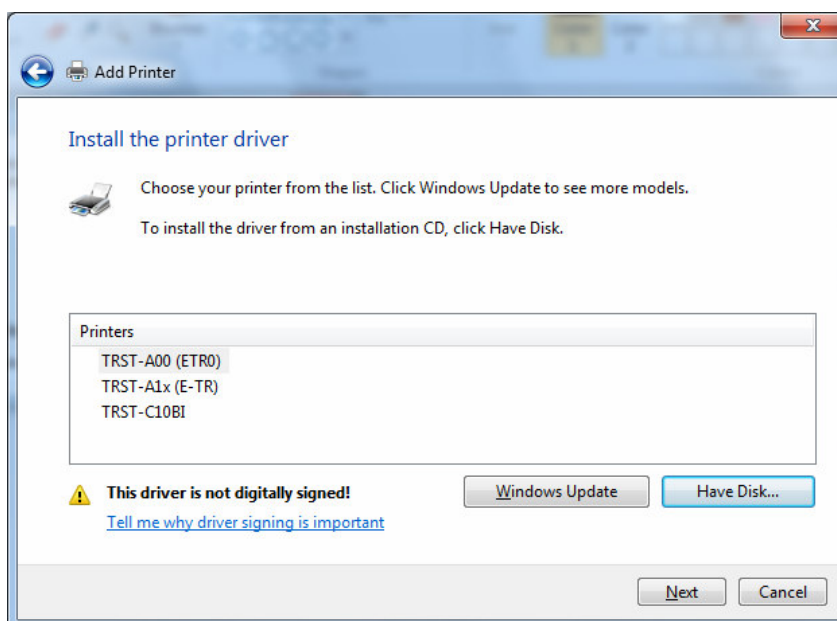 Add Printer
Install the printer driver
Choose your printer from the list. Click Windows Update to see more models.
To install the driver from an installation CD, click Have Disk.
Printers
TRST-A00 (ETR0)
TRST-A1x (E-TR)
TRST-C10BI
This driver is not digitally signed!
Windows Update
Have Disk...
Tell me why driver signing is important
Next
Cancel